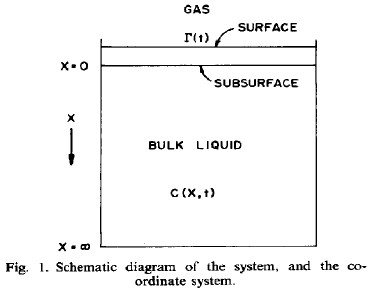 GAS
SURFACE
Γ(t)
X=0
SUBSURFACE
X
BULK LIQUID
C(X,t)
X=∞
Fig. 1. Schematic diagram of the system, and the co-
ordinate system.